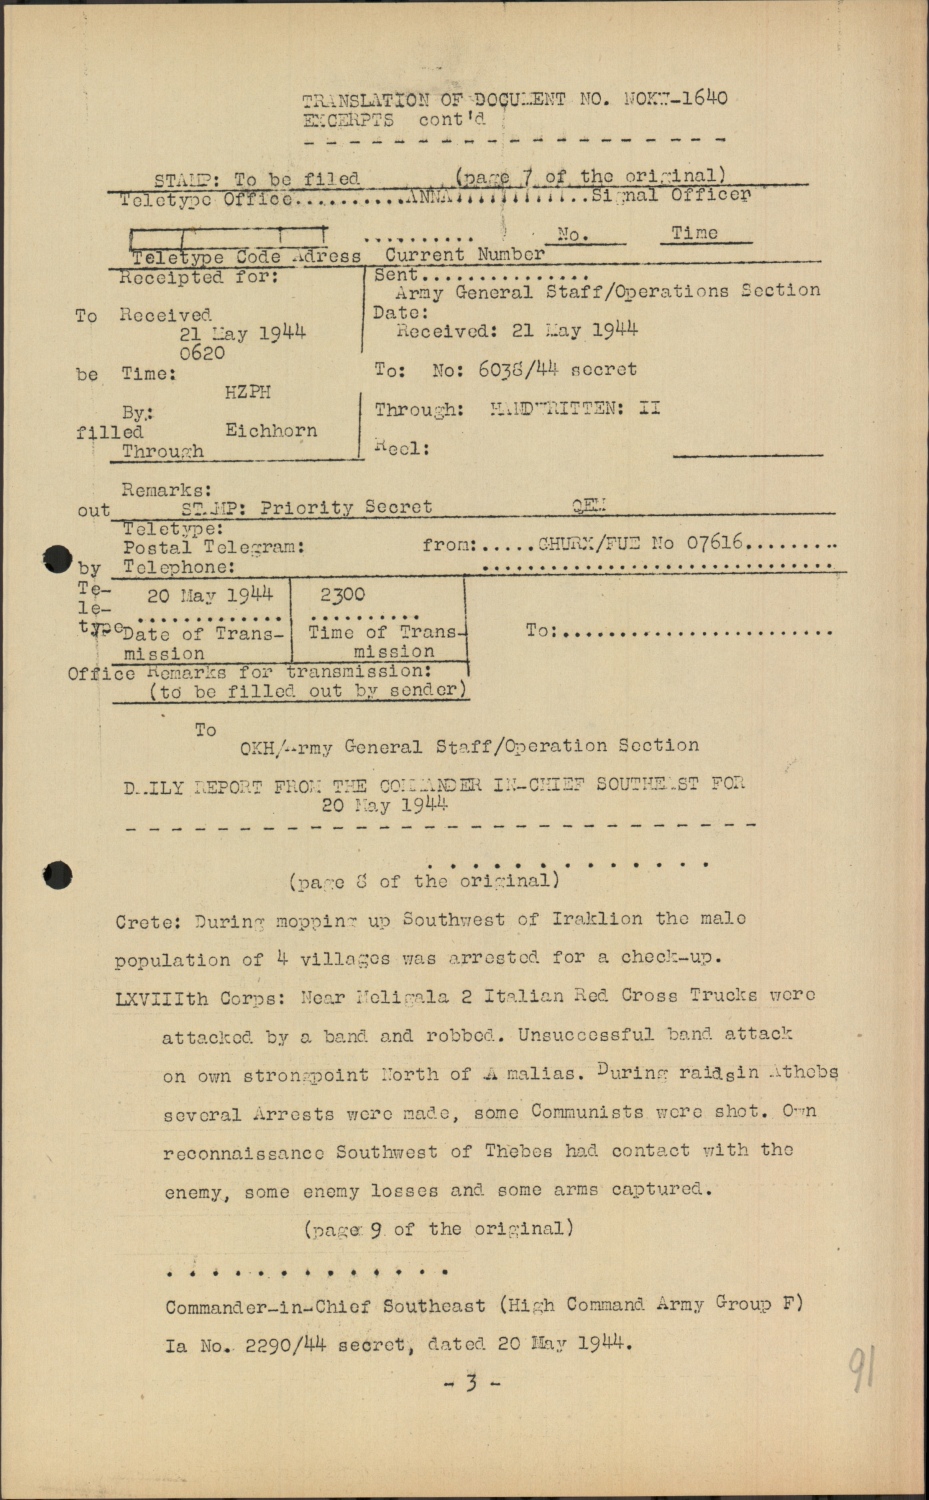 TRANSLATION OF DOCUMENT NO. NOKW-1640
EXCERPTS cont'd
STAMP: To be filed (page 7 of the original)
Teletype Office..........ANNA..............Signal Officer
.......... No. Time
Teletype Code Adress Current Number
Receipted for: Sent...............
Army General Staff/Operations Section
To Received Date:
21 May 1944 Received: 21 May 1944
0620
be Time: To: No: 6038/44 secret
HZPH
By: Through: HANDWRITTEN: II
filled Eichhorn
Through Reel:
Remarks:
out STAMP: Priority Secret QEM
Teletype:
Postal Telegram: from:.....GHURX/FUE No 07616.........
by Telephone: ..............................
Te- 20 May 1944 2300
le- .............. ..........
type Date of Trans- Time of Trans- To:.......................
mission mission
Office Remarks for transmission:
(to be filled out by sender)
To
OKH/Army General Staff/Operation Section
DAILY REPORT FROM THE COMMANDER IN-CHIEF SOUTHEAST FOR
20 May 1944
- - - - - - - - - - - - - - - - - - - - - - - - - - - -
. . . . . . . . . . . . .
(page 8 of the original)
Crete: During mopping up Southwest of Iraklion the male
population of 4 villages was arrested for a check-up.
LXVIIIth Corps: Near Meligala 2 Italian Red Cross Trucks were
attacked by a band and robbed. Unsuccessful band attack
on own strongpoint North of A malias. During raidsin Athebs
several Arrests were made, some Communists were shot. Own
reconnaissance Southwest of Thebes had contact with the
enemy, some enemy losses and some arms captured.
(page 9 of the original)
. . . . . . . . . . . . .
Commander-in-Chief Southeast (High Command Army Group F)
Ia No. 2290/44 secret, dated 20 May 1944.
- 3 -
91